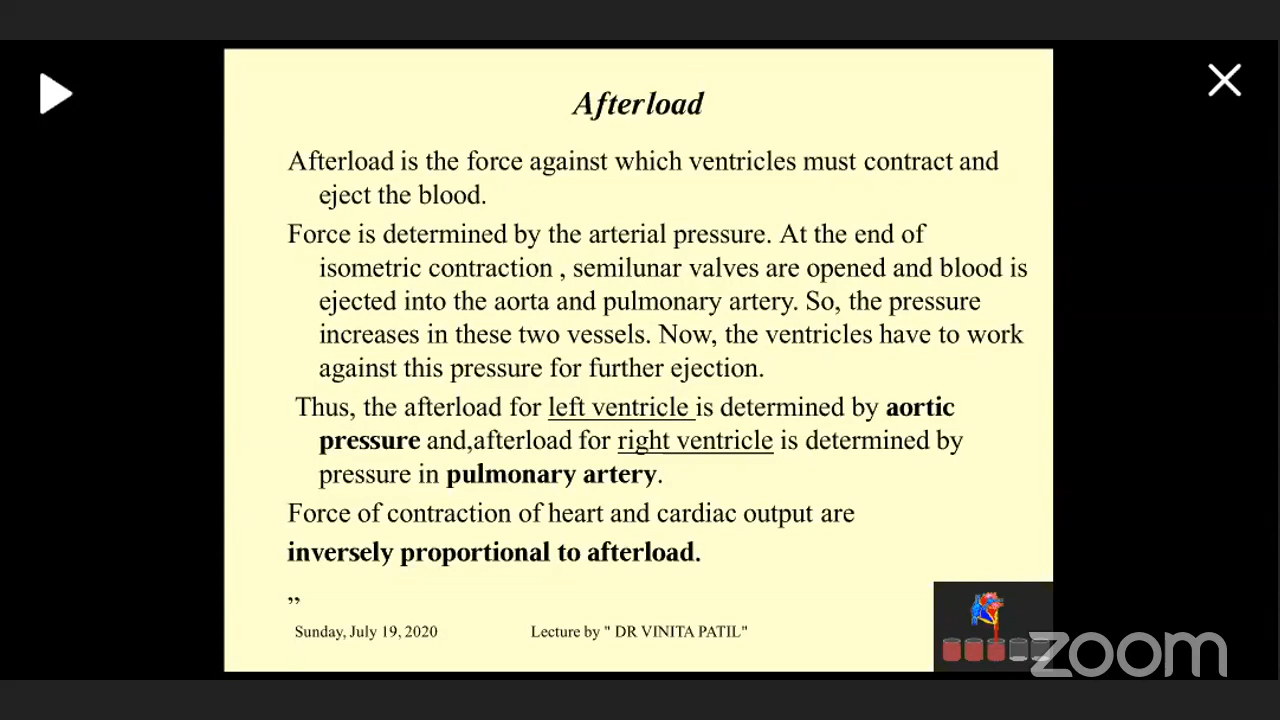 Afterload
Afterload is the force against which ventricles must contract and
eject the blood.
Force is determined by the arterial pressure. At the end of
isometric contraction , semilunar valves are opened and blood is
ejected into the aorta and pulmonary artery. So, the pressure
increases in these two vessels. Now, the ventricles have to work
against this pressure for further ejection.
Thus, the afterload for left ventricle is determined by aortic
pressure and,afterload for right ventricle is determined by
pressure in pulmonary artery.
Force of contraction of heart and cardiac output are
inversely proportional to afterload.
”
Sunday, July 19, 2020 Lecture by " DR VINITA PATIL"
zoom